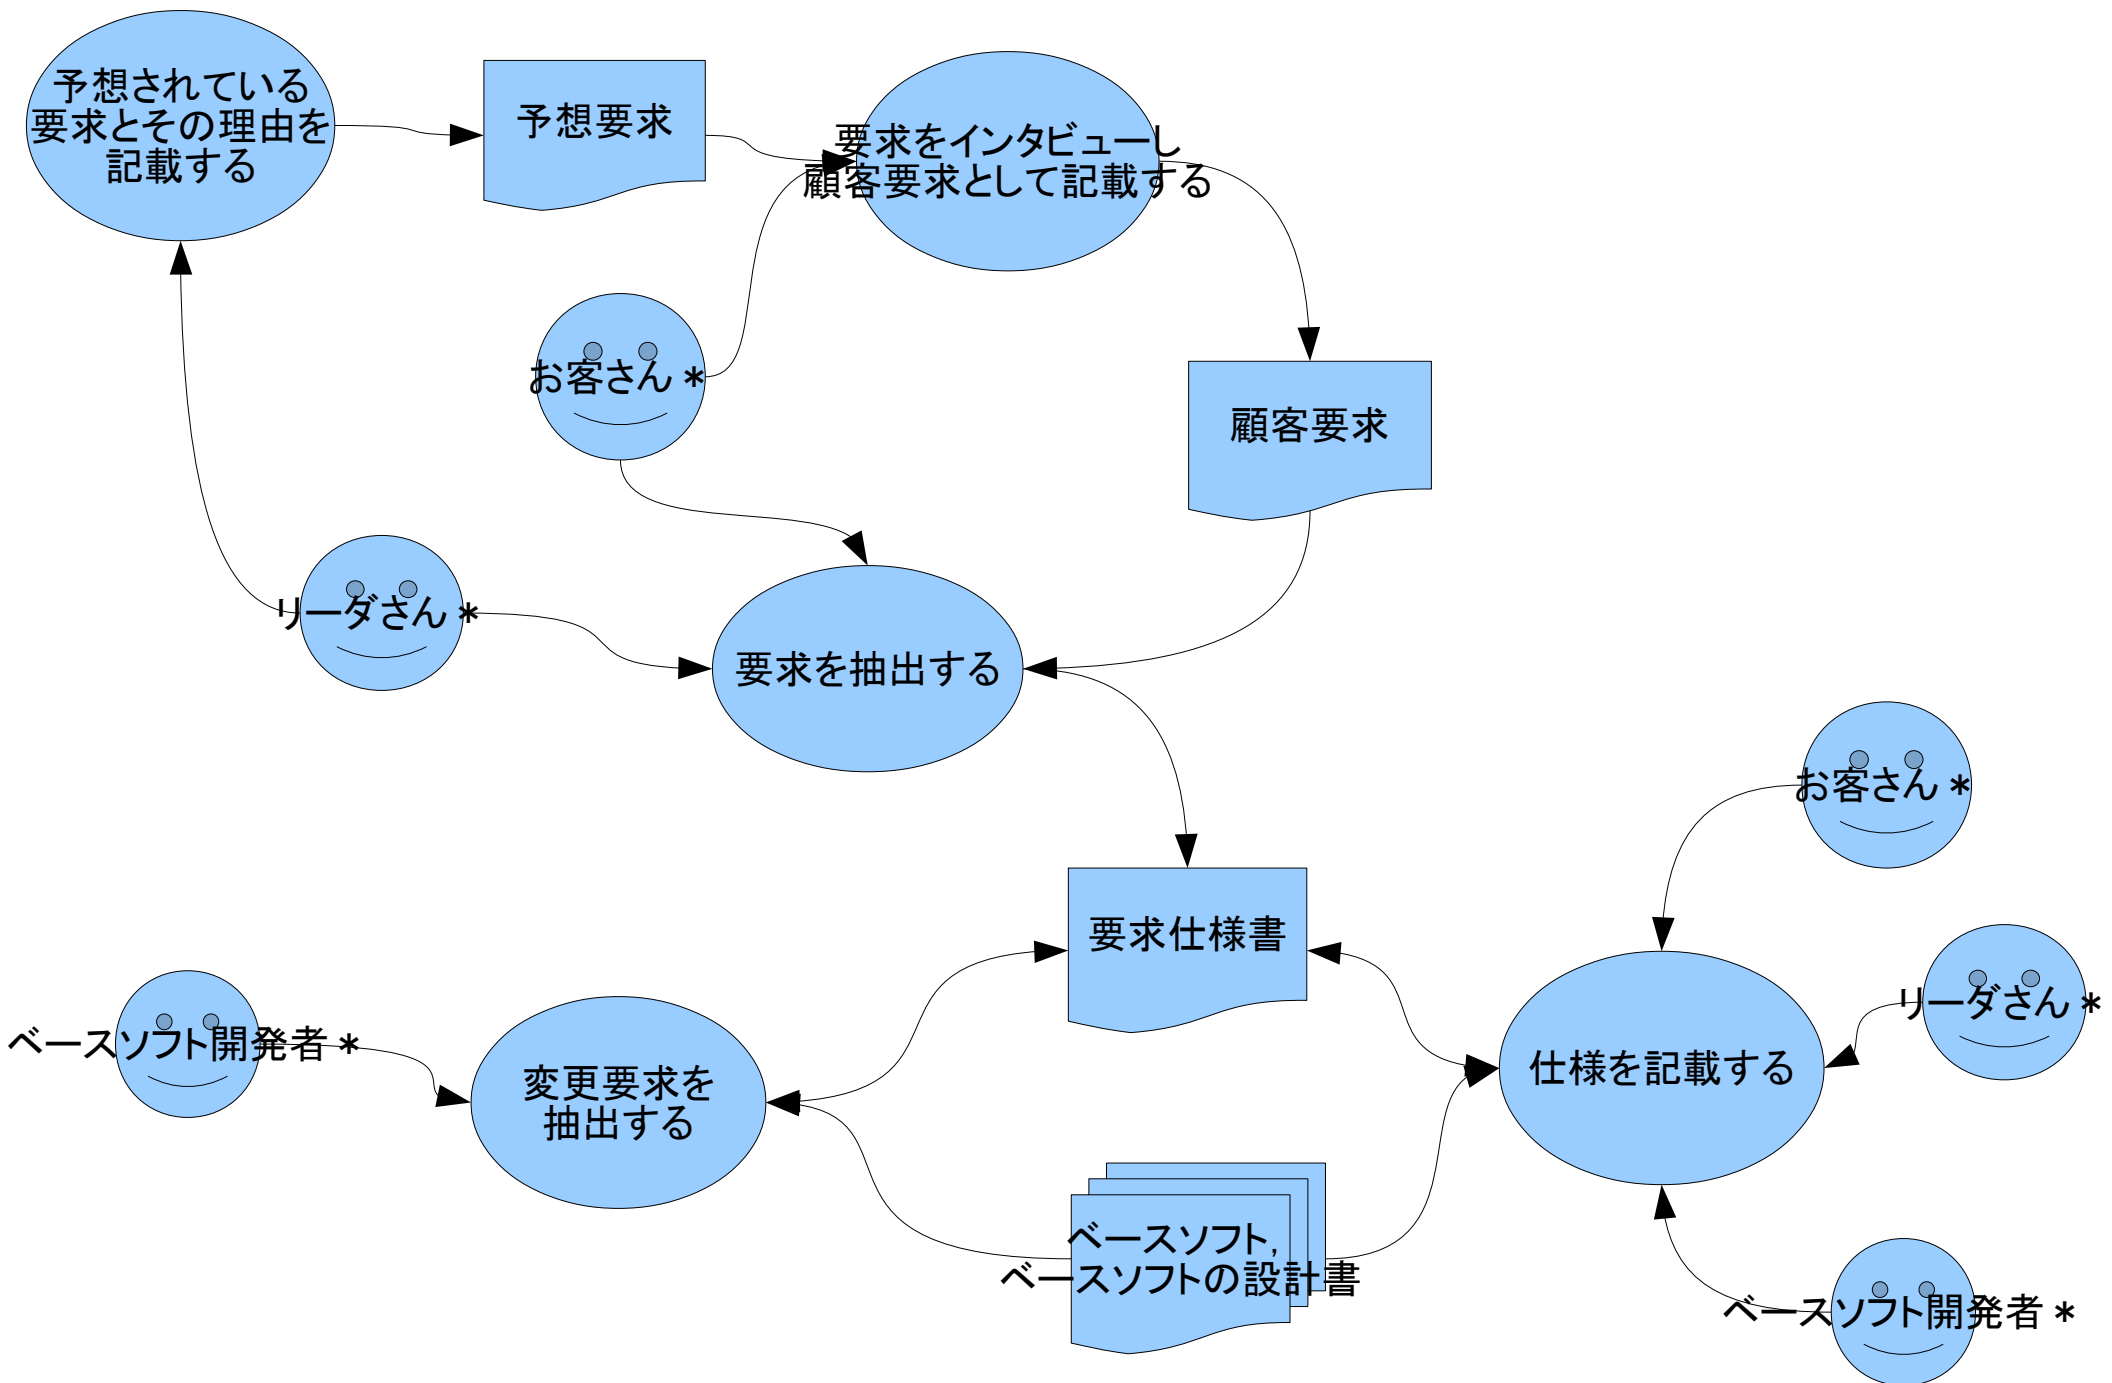 予想されている
要求とその理由を
記載する
予想要求
要求をインタビューし
顧客要求として記載する
お客さん*
顧客要求
リーダさん*
要求を抽出する
お客さん*
要求仕様書
リーダさん*
ベースソフト開発者*
変更要求を
抽出する
仕様を記載する
ベースソフト,
ベースソフトの設計書
ベースソフト開発者*